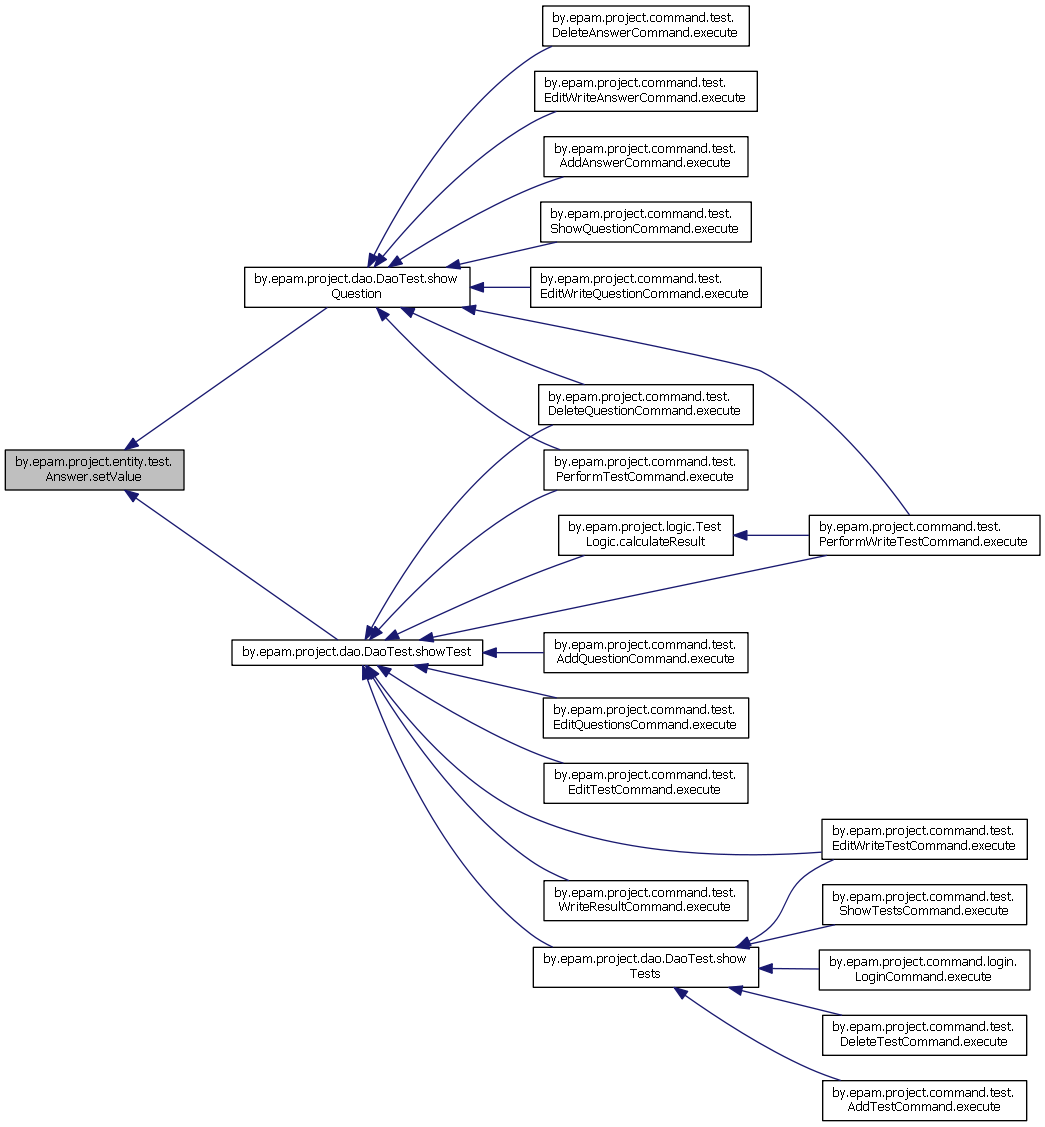 by.epam.project.command.test.
DeleteAnswerCommand.execute
by.epam.project.command.test.
EditWriteAnswerCommand.execute
by.epam.project.command.test.
AddAnswerCommand.execute
by.epam.project.command.test.
ShowQuestionCommand.execute
by.epam.project.dao.DaoTest.show
Question
by.epam.project.command.test.
EditWriteQuestionCommand.execute
by.epam.project.command.test.
DeleteQuestionCommand.execute
by.epam.project.entity.test.
Answer.setValue
by.epam.project.command.test.
PerformTestCommand.execute
by.epam.project.logic.Test
Logic.calculateResult
by.epam.project.command.test.
PerformWriteTestCommand.execute
by.epam.project.dao.DaoTest.showTest
by.epam.project.command.test.
AddQuestionCommand.execute
by.epam.project.command.test.
EditQuestionsCommand.execute
by.epam.project.command.test.
EditTestCommand.execute
by.epam.project.command.test.
EditWriteTestCommand.execute
by.epam.project.command.test.
WriteResultCommand.execute
by.epam.project.command.test.
ShowTestsCommand.execute
by.epam.project.dao.DaoTest.show
Tests
by.epam.project.command.login.
LoginCommand.execute
by.epam.project.command.test.
DeleteTestCommand.execute
by.epam.project.command.test.
AddTestCommand.execute